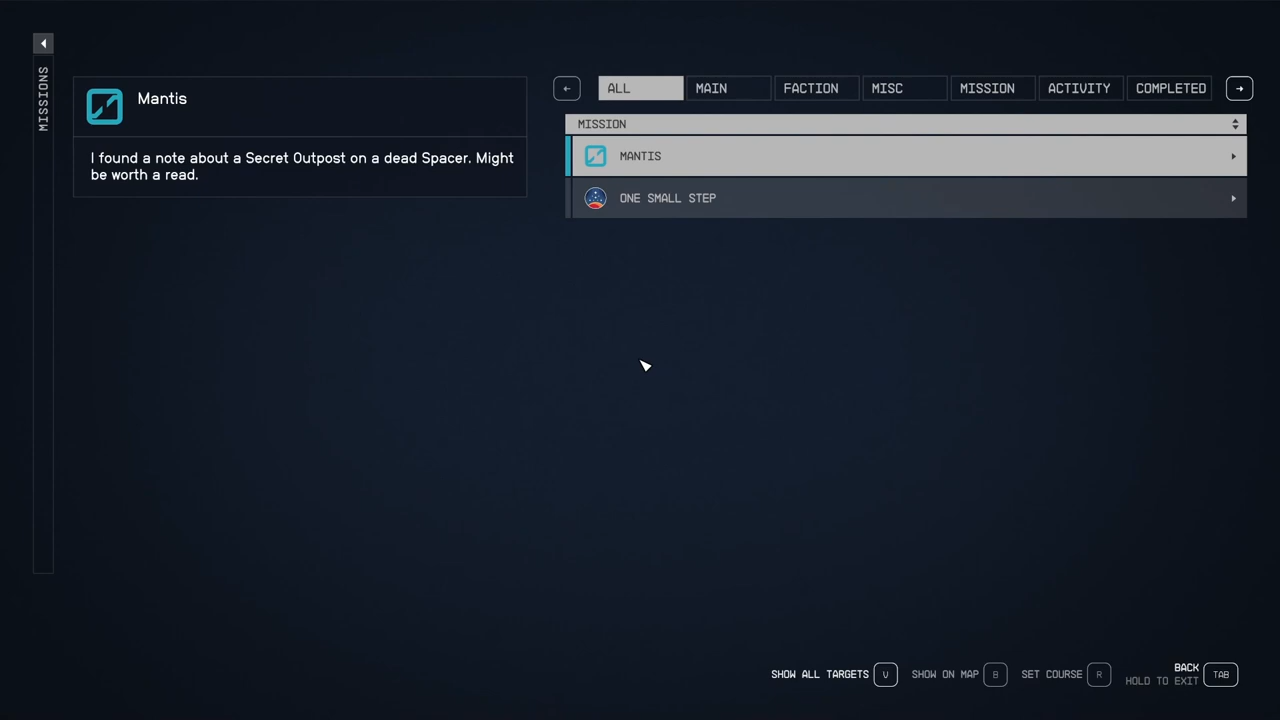 MISSIONS
Mantis
I found a note about a Secret Outpost on a dead Spacer. Might
be worth a read.
ALL MAIN FACTION MISC MISSION ACTIVITY COMPLETED
MISSION
MANTIS
ONE SMALL STEP
SHOW ALL TARGETS V SHOW ON MAP B SET COURSE R BACK TAB
HOLD TO EXIT